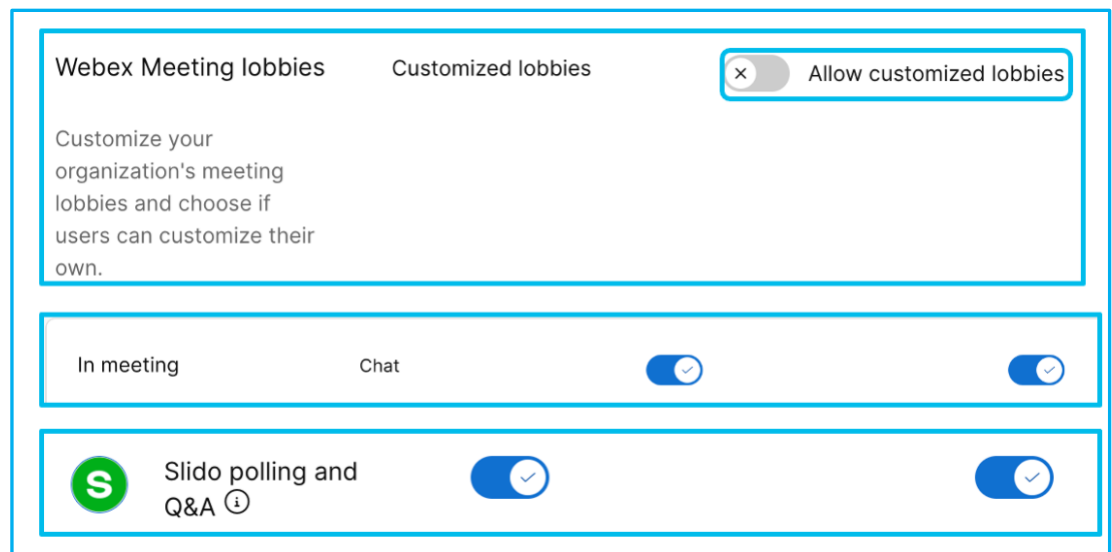 Webex Meeting lobbies
Customized lobbies
Allow customized lobbies
Customize your
organization's meeting
lobbies and choose if
users can customize their
own.
In meeting
Chat
S
Slido polling and
Q&A